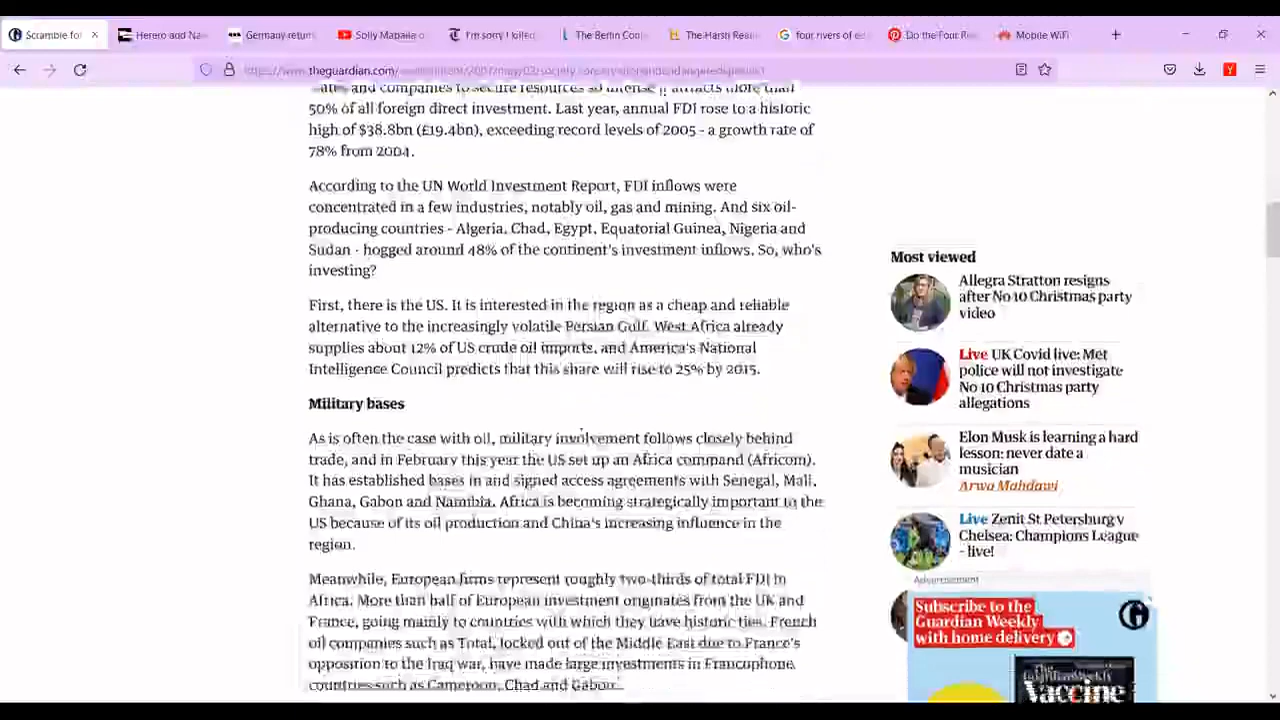 Scramble fo
Herero and Na
Germany return
Solly Mapaila o
I'm sorry I
The Berlin Con
The Harsh Rea
four rivers of e
Do the Four R
Mobile WiFi
theguardian.com/
and companies to secure resources so intense it attracts more than
50% of all foreign direct investment. Last year, annual FDI rose to a historic
high of $38.8bn (£19.4bn), exceeding record levels of 2005 - a growth rate of
78% from 2004.
According to the UN World Investment Report, FDI inflows were
concentrated in a few industries, notably oil, gas and mining. And six oil-
producing countries - Algeria, Chad, Egypt, Equatorial Guinea, Nigeria and
Sudan - hogged around 48% of the continent's investment inflows. So, who's
investing?
First, there is the US. It is interested in the region as a cheap and reliable
alternative to the increasingly volatile Persian Gulf. West Africa already
supplies about 12% of US crude oil imports, and America's National
Intelligence Council predicts that this share will rise to 25% by 2015.
Military bases
As is often the case with oil, military involvement follows closely behind
trade, and in February this year the US set up an Africa command (Africom).
It has established bases in and signed access agreements with Senegal, Mali,
Ghana, Gabon and Namibia. Africa is becoming strategically important to the
US because of its oil production and China's increasing influence in the
region.
Meanwhile, European firms represent roughly two-thirds of total FDI in
Africa. More than half of European investment originates from the UK and
France, going mainly to countries with which they have historic ties. French
oil companies such as Total, locked out of the Middle East due to France's
opposition to the Iraq war, have made large investments in Francophone
countries such as Cameroon, Chad and Gabon.
Most viewed
Allegra Stratton resigns
after No 10 Christmas party
video
Live UK Covid live: Met
police will not investigate
No 10 Christmas party
allegations
Elon Musk is learning a hard
lesson: never date a
musician
Arwa Mahdawi
Live Zenit St Petersburg v
Chelsea: Champions League
- live!
Advertisement
Subscribe to the
Guardian Weekly
with home delivery
The
Guardian Weekly
Vaccine